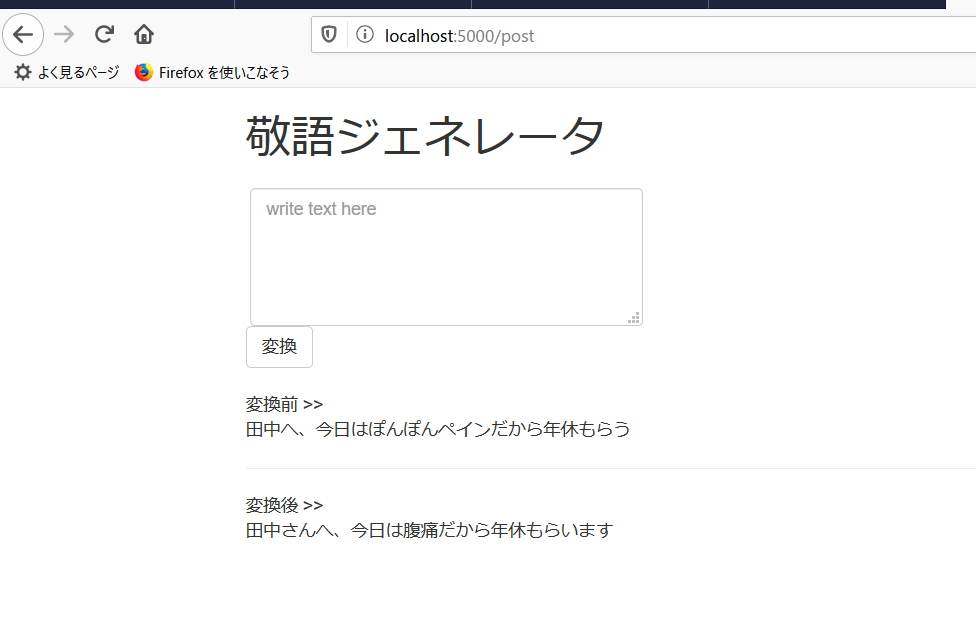 localhost:5000/post
よく見るページ Firefox を使いこなそう
敬語ジェネレータ
write text here
変換
変換前 >>
田中へ、今日はぽんぽんペインだから年休もらう
変換後 >>
田中さんへ、今日は腹痛だから年休もらいます